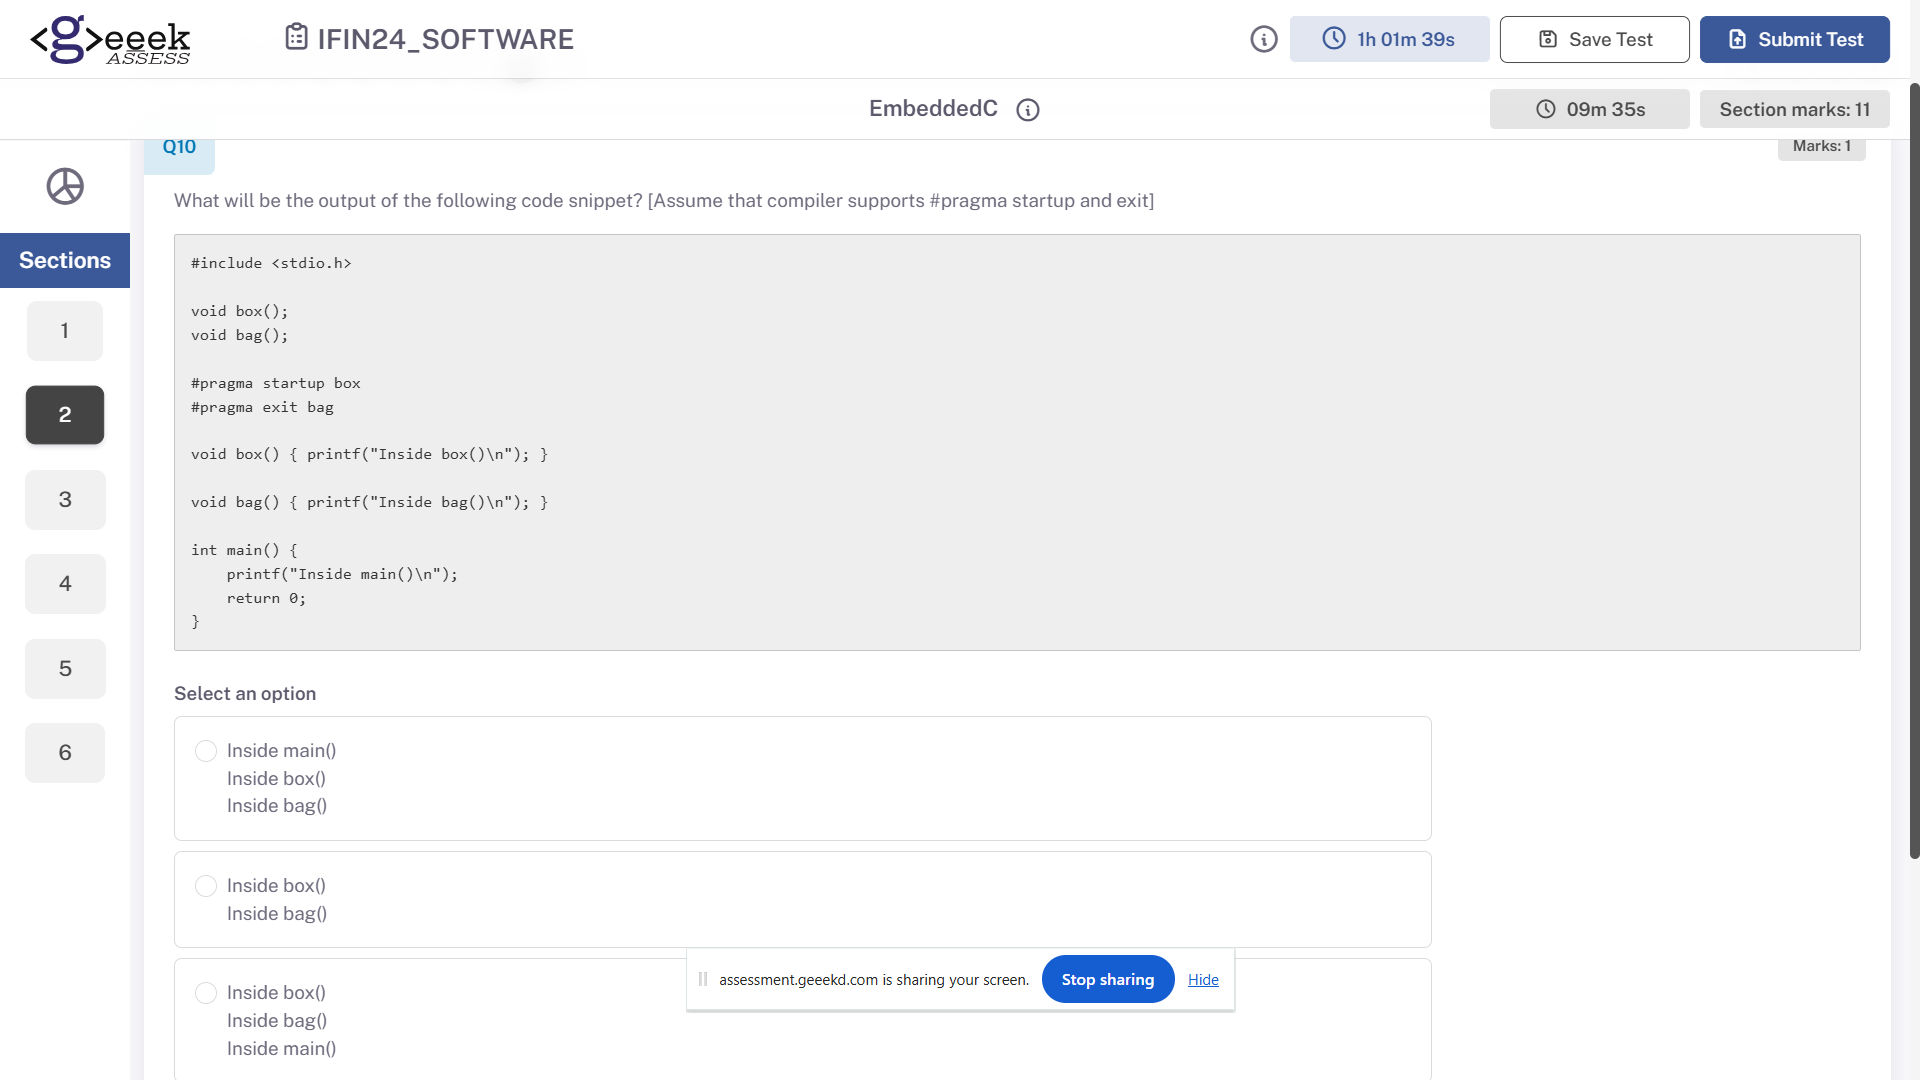 <geeek
ASSESS
IFIN24_SOFTWARE
1h 01m 39s
Save Test
Submit Test
EmbeddedC
09m 35s
Section marks: 11
Q10
Marks: 1
What will be the output of the following code snippet? [Assume that compiler supports #pragma startup and exit]
Sections
1
2
3
4
5
6
#include <stdio.h>
void box();
void bag();
#pragma startup box
#pragma exit bag
void box() { printf("Inside box()\n"); }
void bag() { printf("Inside bag()\n"); }
int main() {
    printf("Inside main()\n");
    return 0;
}
Select an option
Inside main()
Inside box()
Inside bag()
Inside box()
Inside bag()
Inside box()
Inside bag()
Inside main()
assessment.geeekd.com is sharing your screen.
Stop sharing
Hide